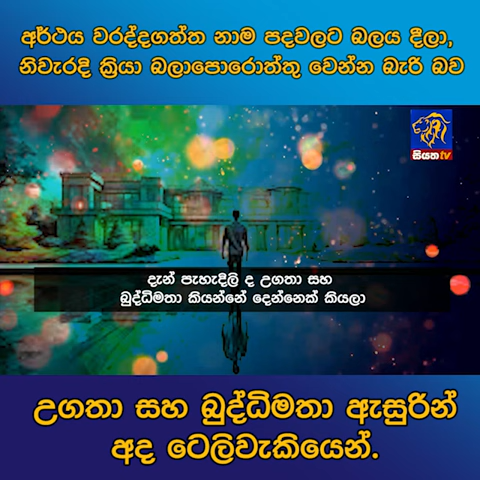 අර්ථය වරද්දගත්ත නාම පදවලට බලය දීලා,
නිවැරදි ක්‍රියා බලාපොරොත්තු වෙන්න බැරි බව
සියත tv
දැන් පැහැදිලි ද උගතා සහ
බුද්ධිමතා කියන්නේ දෙන්නෙක් කියලා
උගතා සහ බුද්ධිමතා ඇසුරින්
අද ටෙලිවැකියෙන්.